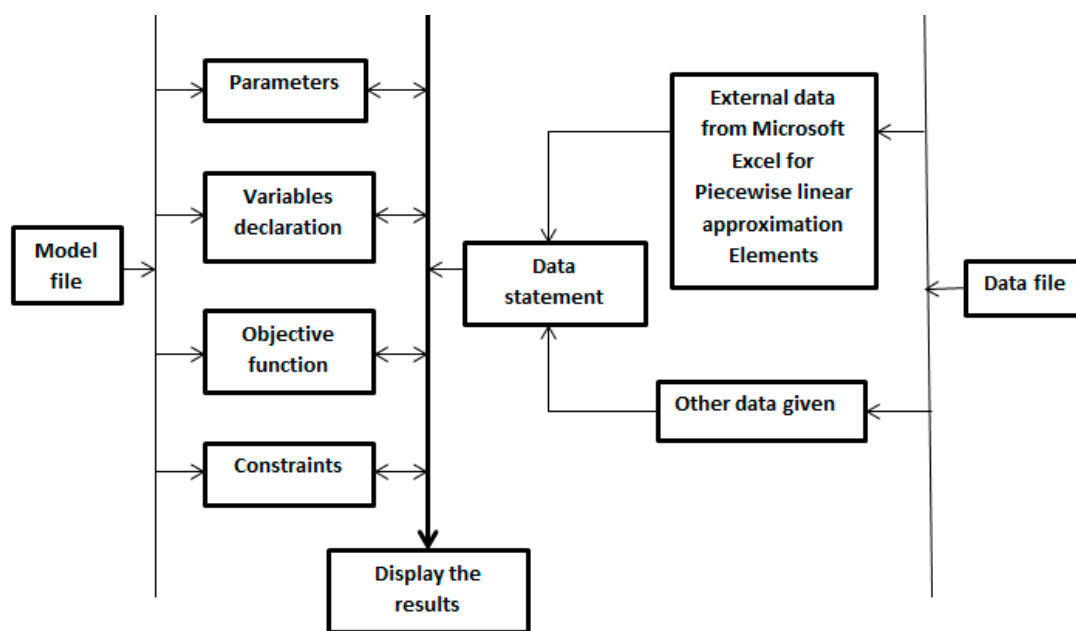 Parameters
Variables
declaration
Model
file
Objective
function
Constraints
Display the
results
Data
statement
External data
from Microsoft
Excel for
Piecewise linear
approximation
Elements
Other data given
Data file